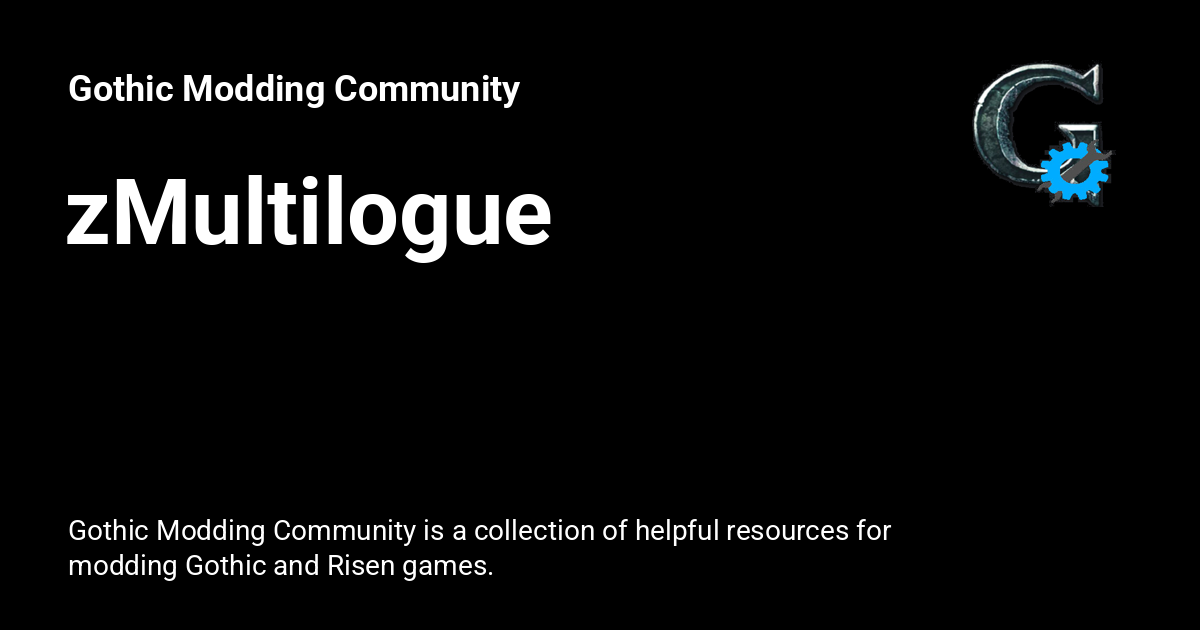 Gothic Modding Community
zMultilogue
Gothic Modding Community is a collection of helpful resources for
modding Gothic and Risen games.